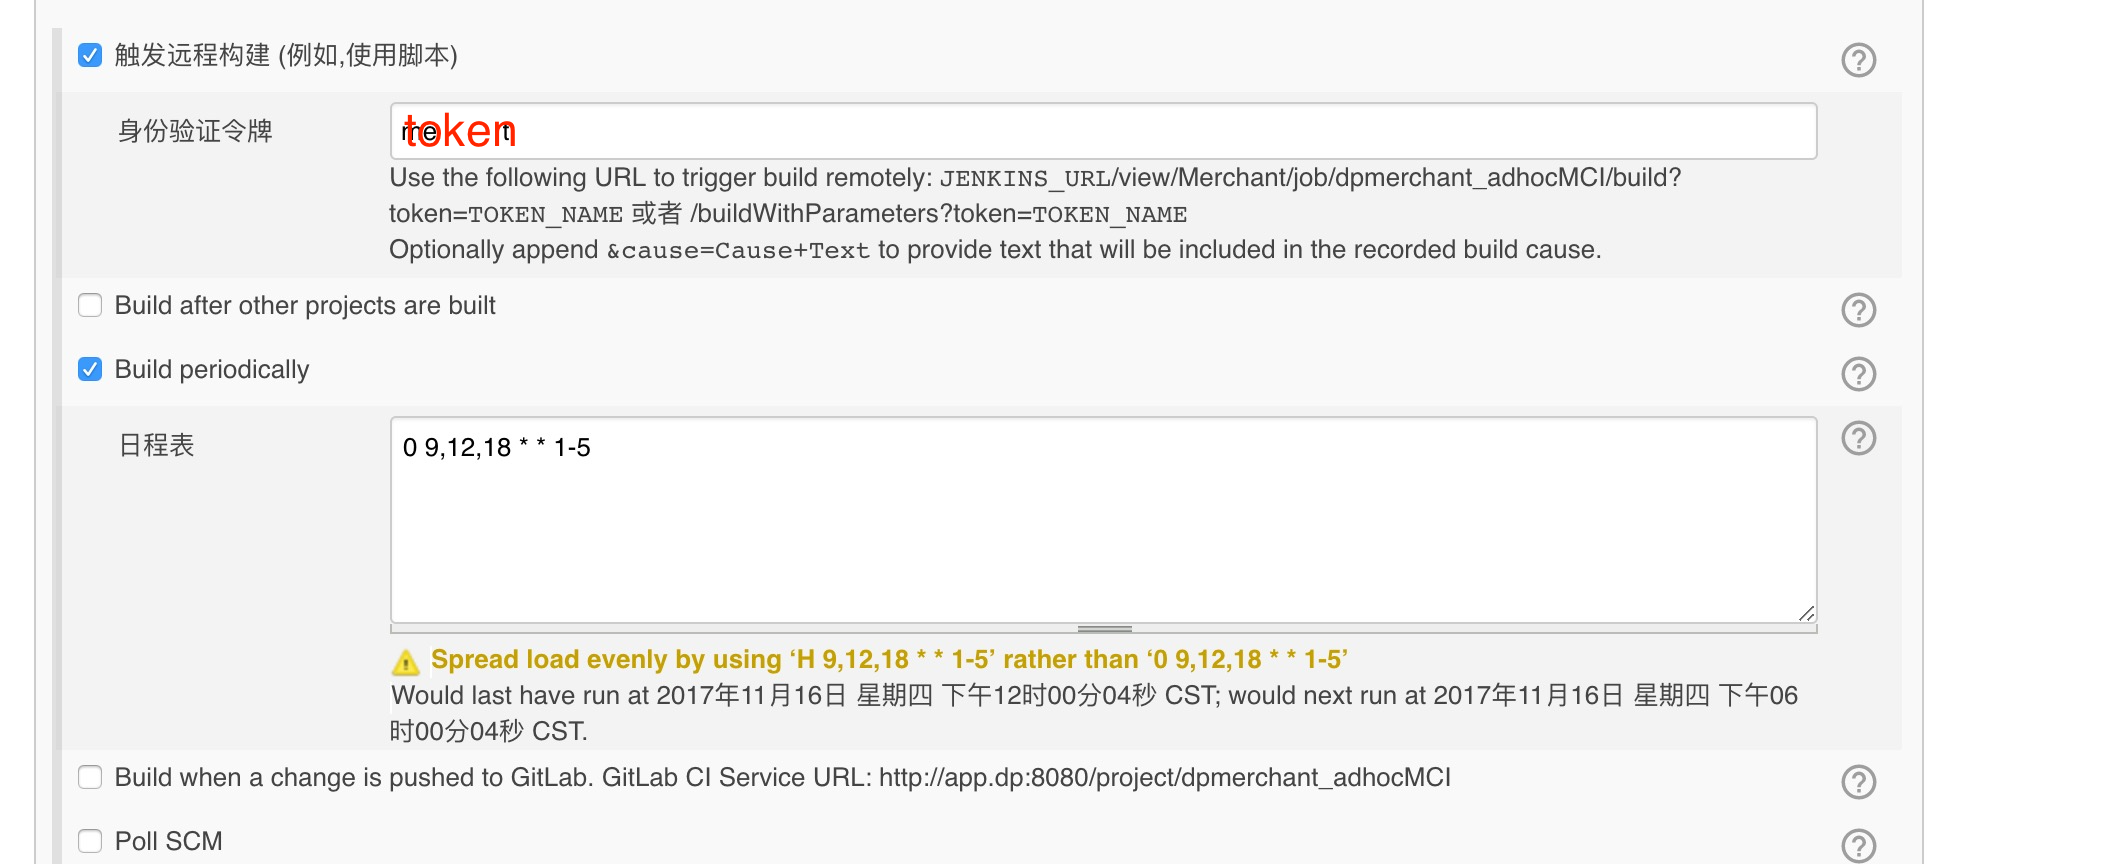 触发远程构建 (例如,使用脚本)
身份验证令牌
token
Use the following URL to trigger build remotely: JENKINS_URL/view/Merchant/job/dpmerchant_adhocMCI/build?
token=TOKEN_NAME 或者 /buildWithParameters?token=TOKEN_NAME
Optionally append &cause=Cause+Text to provide text that will be included in the recorded build cause.
Build after other projects are built
Build periodically
日程表
0 9,12,18 * * 1-5
Spread load evenly by using ‘H 9,12,18 * * 1-5’ rather than ‘0 9,12,18 * * 1-5’
Would last have run at 2017年11月16日 星期四 下午12时00分04秒 CST; would next run at 2017年11月16日 星期四 下午06
时00分04秒 CST.
Build when a change is pushed to GitLab. GitLab CI Service URL: http://app.dp:8080/project/dpmerchant_adhocMCI
Poll SCM